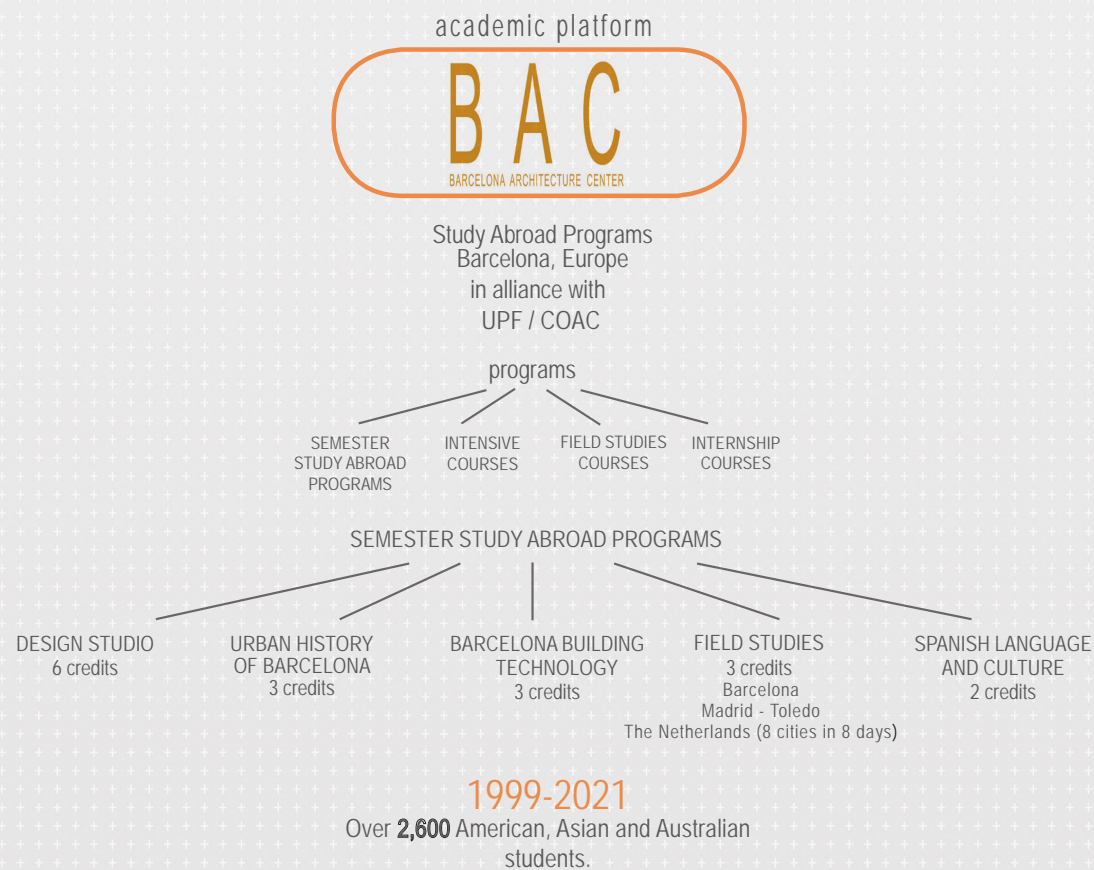 academic platform
B A C
BARCELONA ARCHITECTURE CENTER
Study Abroad Programs
Barcelona, Europe
in alliance with
UPF / COAC
programs
SEMESTER
STUDY ABROAD
PROGRAMS
INTENSIVE
COURSES
FIELD STUDIES
COURSES
INTERNSHIP
COURSES
SEMESTER STUDY ABROAD PROGRAMS
DESIGN STUDIO
6 credits
URBAN HISTORY
OF BARCELONA
3 credits
BARCELONA BUILDING
TECHNOLOGY
3 credits
FIELD STUDIES
3 credits
Barcelona
Madrid - Toledo
The Netherlands (8 cities in 8 days)
SPANISH LANGUAGE
AND CULTURE
2 credits
1999-2021
Over 2,600 American, Asian and Australian
students.